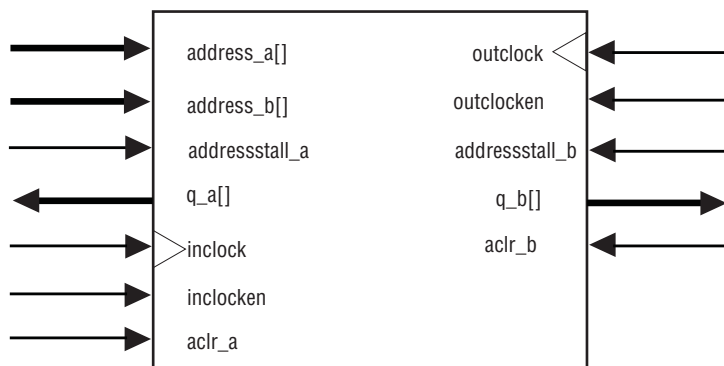 address_a[]
address_b[]
addressstall_a
q_a[]
inclock
inclocken
aclr_a
outclock
outclocken
addressstall_b
q_b[]
aclr_b